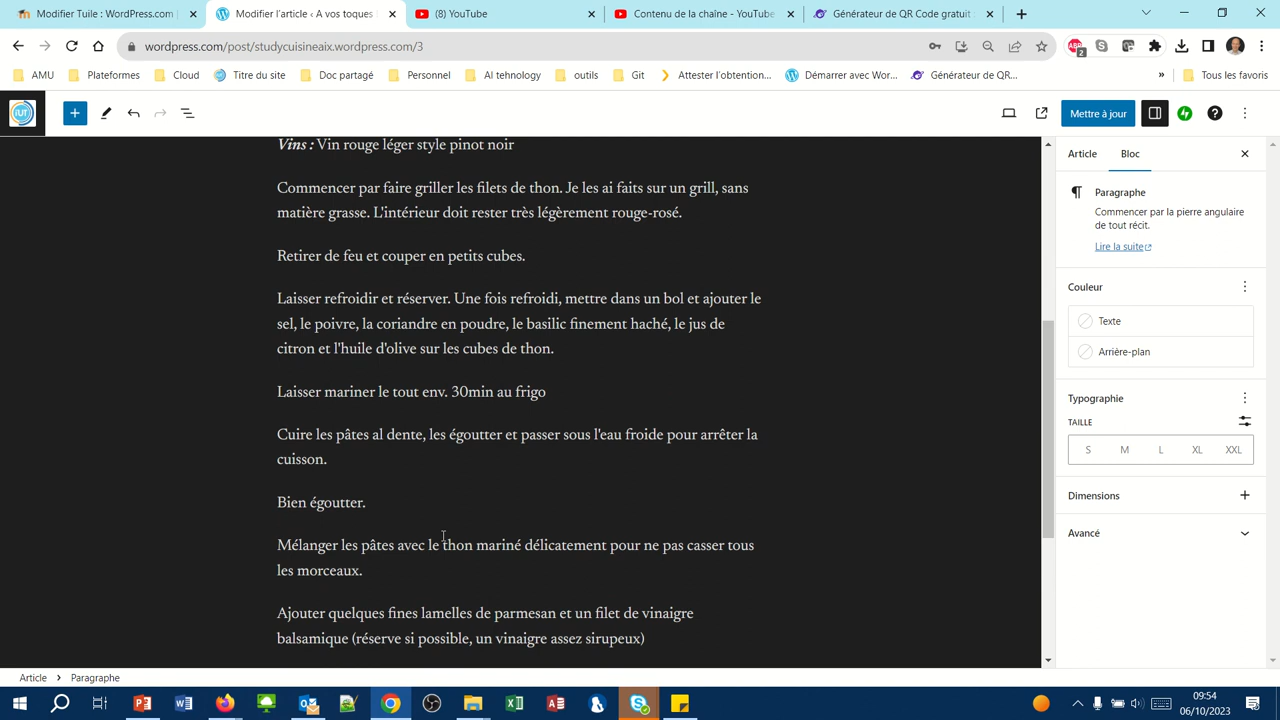 Modifier Tuile : WordPress.com
Modifier l'article « A vos toques
(8) YouTube
Contenu de la chaîne - YouTube
Générateur de QR Code gratuit :
wordpress.com/post/studycuisineaix.wordpress.com/3
ABP
2
AMU
Plateformes
Cloud
Titre du site
Doc partagé
Personnel
AI tehnology
outils
Git
Attester l'obtention...
Démarrer avec Wor...
Générateur de QR...
»
Tous les favoris
iUT
Mettre à jour
Vins : Vin rouge léger style pinot noir
Commencer par faire griller les filets de thon. Je les ai faits sur un grill, sans
matière grasse. L'intérieur doit rester très légèrement rouge-rosé.
Retirer de feu et couper en petits cubes.
Laisser refroidir et réserver. Une fois refroidi, mettre dans un bol et ajouter le
sel, le poivre, la coriandre en poudre, le basilic finement haché, le jus de
citron et l'huile d'olive sur les cubes de thon.
Laisser mariner le tout env. 30min au frigo
Cuire les pâtes al dente, les égoutter et passer sous l'eau froide pour arrêter la
cuisson.
Bien égoutter.
Mélanger les pâtes avec le thon mariné délicatement pour ne pas casser tous
les morceaux.
Ajouter quelques fines lamelles de parmesan et un filet de vinaigre
balsamique (réserve si possible, un vinaigre assez sirupeux)
Article
Bloc
Paragraphe
Commencer par la pierre angulaire
de tout récit.
Lire la suite
Couleur
Texte
Arrière-plan
Typographie
TAILLE
S M L XL XXL
Dimensions
Avancé
Article > Paragraphe
09:54
06/10/2023